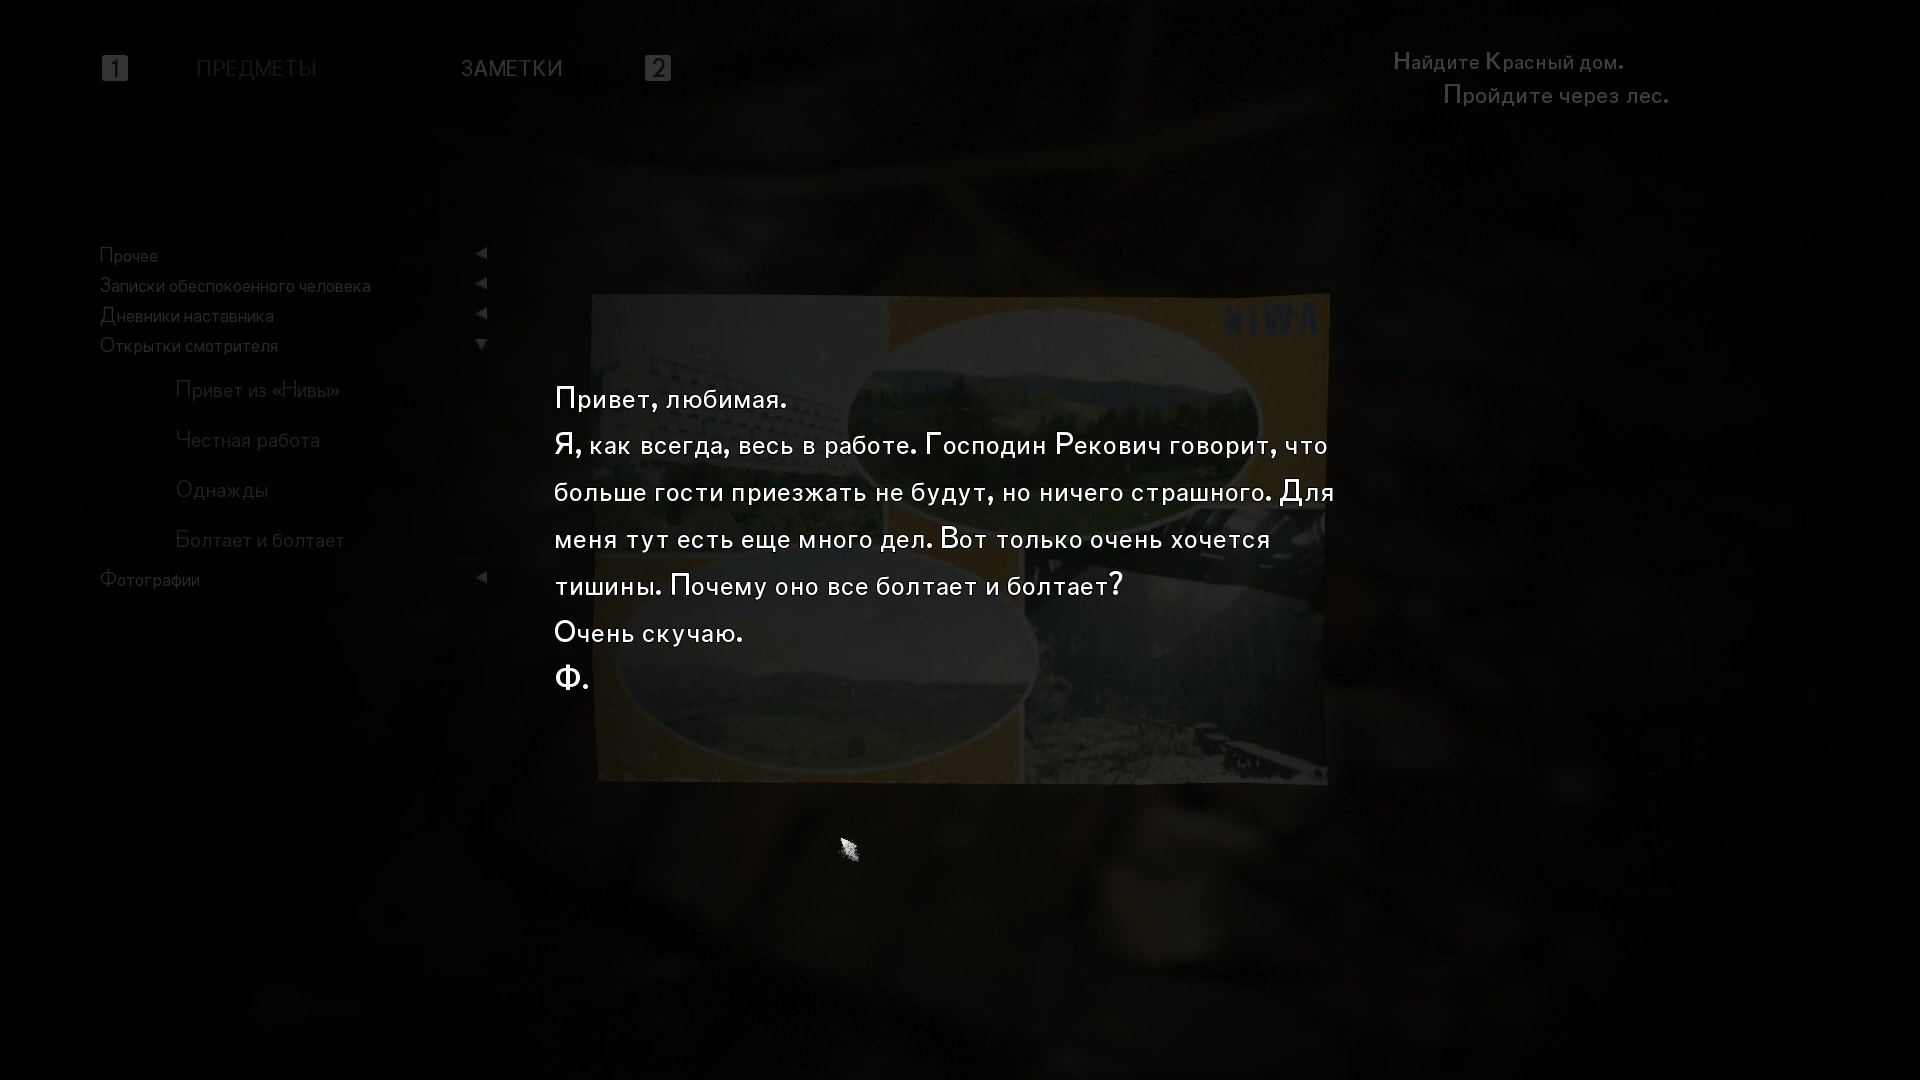 1 ПРЕДМЕТЫ ЗАМЕТКИ 2
Найдите Красный дом.
Пройдите через лес.
Прочее
Записки обеспокоенного человека
Дневники наставника
Открытки смотрителя
Привет из «Нивы»
Честная работа
Однажды
Болтает и болтает
Фотографии
NIWA
Привет, любимая.
Я, как всегда, весь в работе. Господин Рекович говорит, что
больше гости приезжать не будут, но ничего страшного. Для
меня тут есть еще много дел. Вот только очень хочется
тишины. Почему оно все болтает и болтает?
Очень скучаю.
Ф.